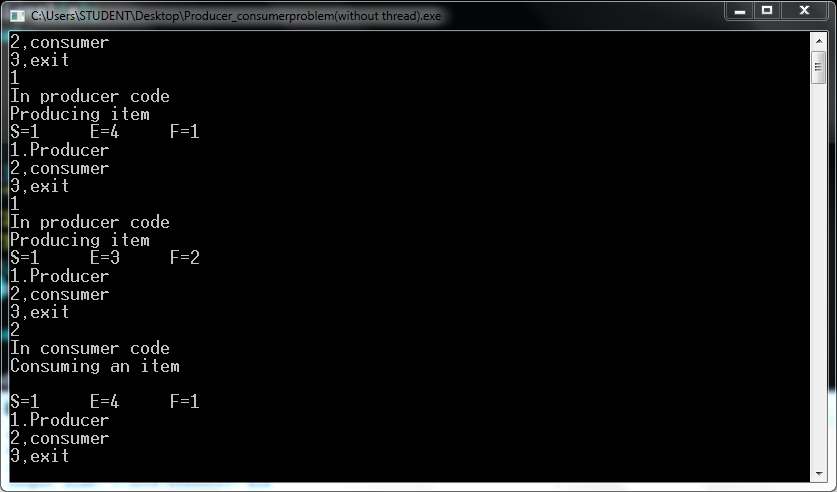 C:\Users\STUDENT\Desktop\Producer_consumerproblem(without thread).exe
2,consumer
3,exit
1
In producer code
Producing item
S=1     E=4     F=1
1.Producer
2,consumer
3,exit
1
In producer code
Producing item
S=1     E=3     F=2
1.Producer
2,consumer
3,exit
2
In consumer code
Consuming an item
S=1     E=4     F=1
1.Producer
2,consumer
3,exit